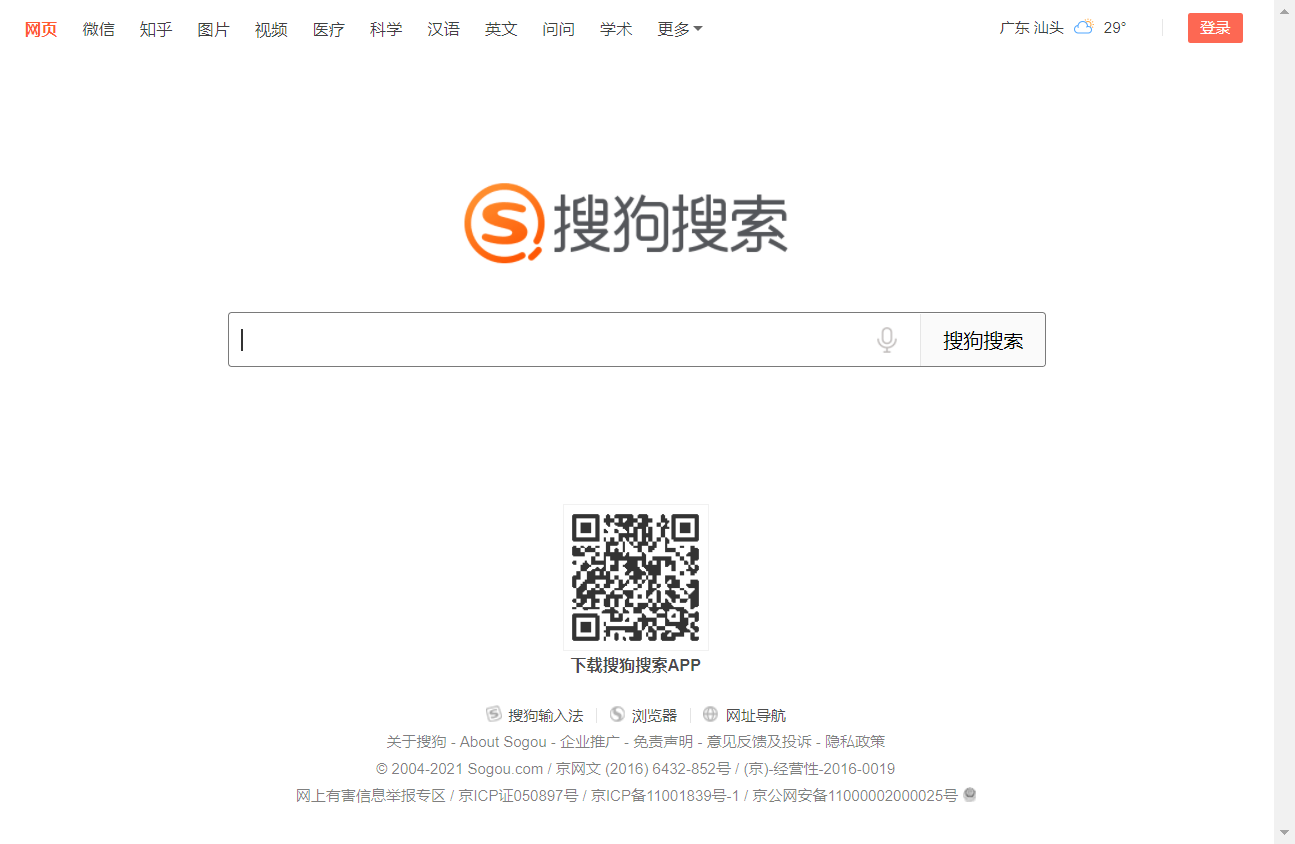 网页 微信 知乎 图片 视频 医疗 科学 汉语 英文 问问 学术 更多 广东 汕头 29° 登录
搜狗搜索
搜狗搜索
下载搜狗搜索APP
搜狗输入法 浏览器 网址导航
关于搜狗 - About Sogou - 企业推广 - 免责声明 - 意见反馈及投诉 - 隐私政策
© 2004-2021 Sogou.com / 京网文 (2016) 6432-852号 / (京)-经营性-2016-0019
网上有害信息举报专区 / 京ICP证050897号 / 京ICP备11001839号-1 / 京公网安备11000002000025号